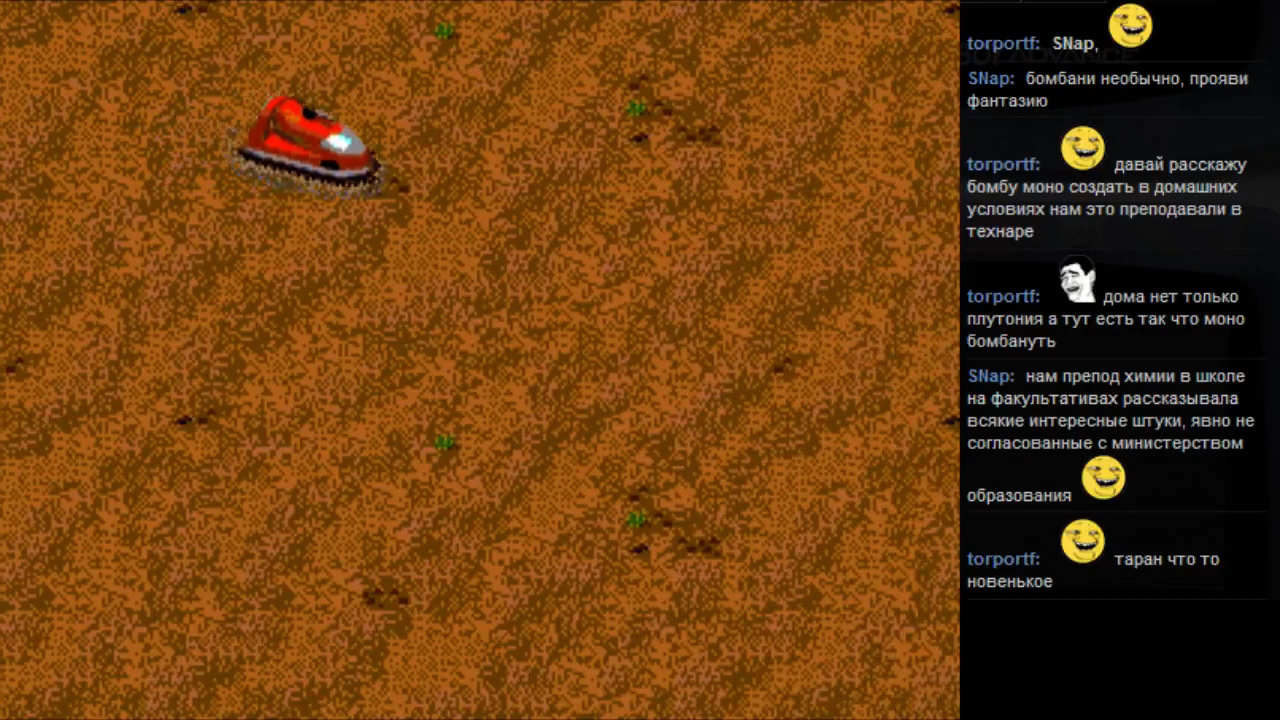 torportf: SNap,
SNap: бомбани необычно, прояви
фантазию
torportf: давай расскажу
бомбу моно создать в домашних
условиях нам это преподавали в
технаре
torportf: дома нет только
плутония а тут есть так что моно
бомбануть
SNap: нам препод химии в школе
на факультативах рассказывала
всякие интересные штуки, явно не
согласованные с министерством
образования
torportf: таран что то
новенькое